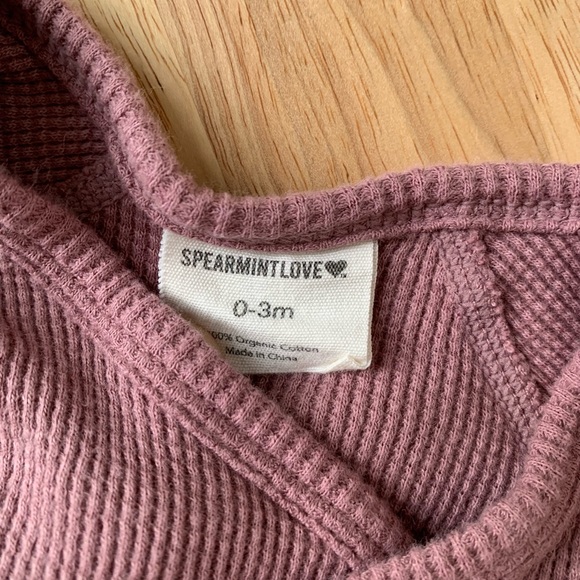 SPEARMINTLOVE
0-3m
00% Organic Cotton
Made in China